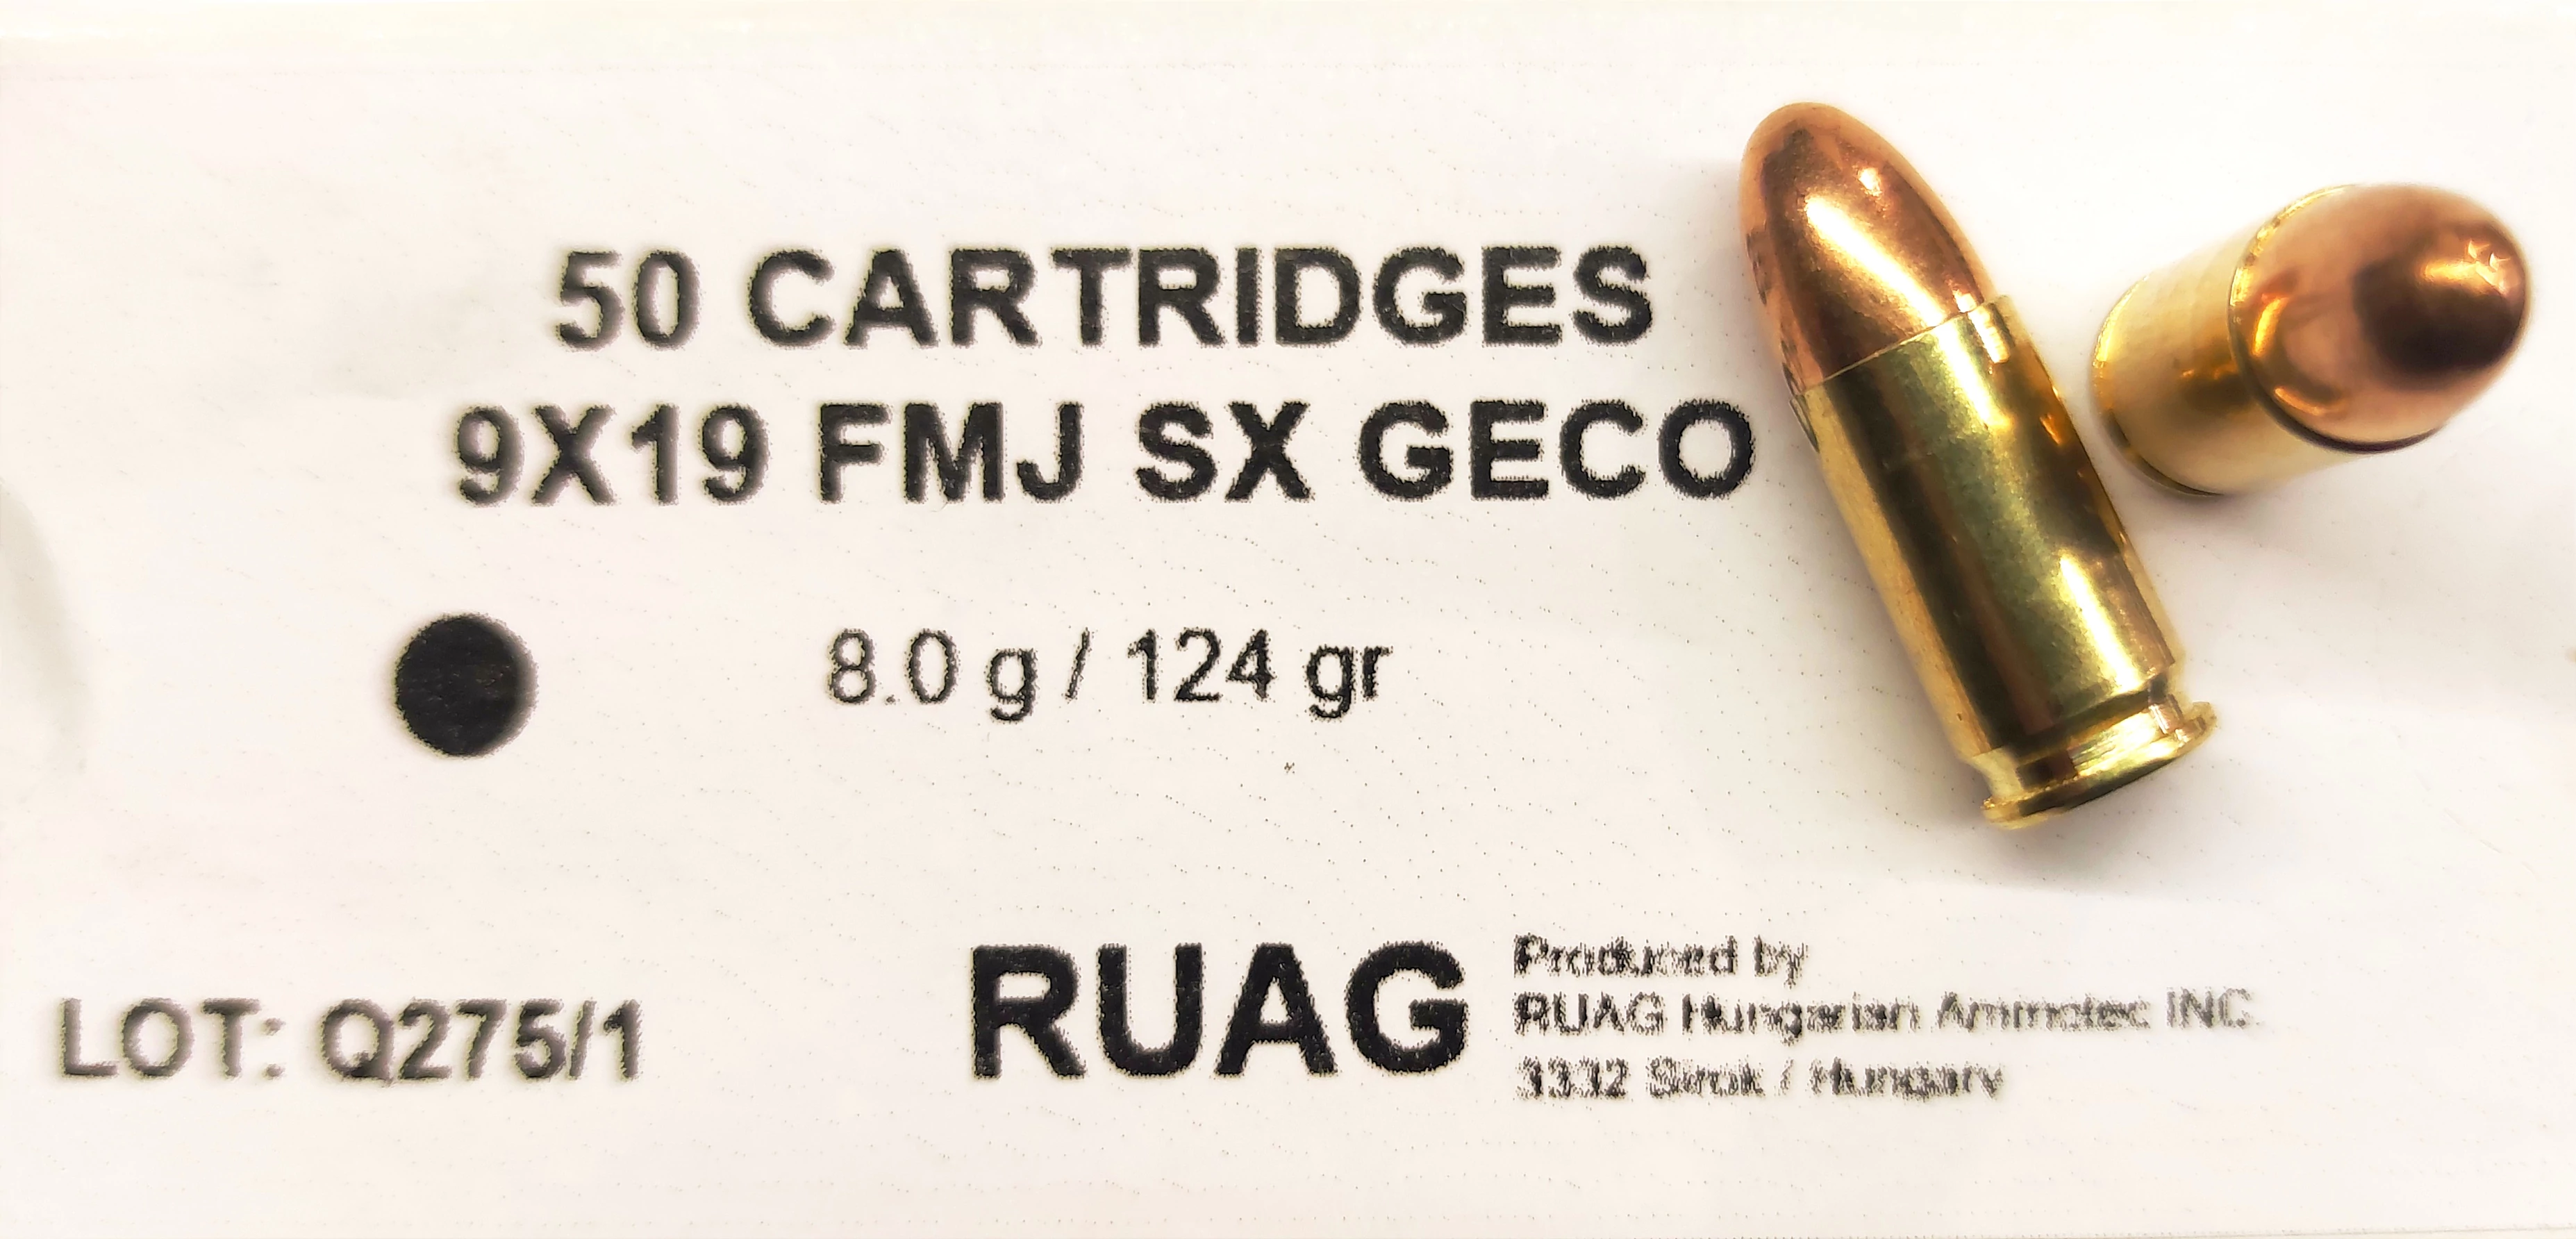 50 CARTRIDGES
9X19 FMJ SX GECO
8.0 g / 124 gr
LOT: Q275/1
RUAG
Produced by
RUAG Hungarian Ammotec INC.
3332 Sirok / Hungary